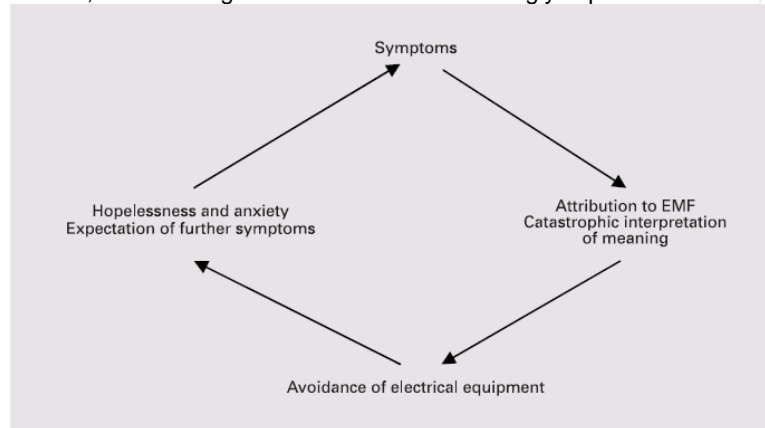 Symptoms
Hopelessness and anxiety
Expectation of further symptoms
Attribution to EMF
Catastrophic interpretation
of meaning
Avoidance of electrical equipment